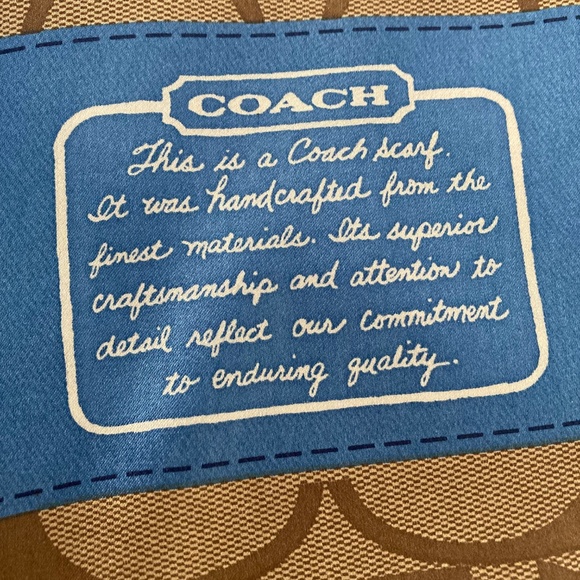 COACH
This is a Coach scarf.
It was handcrafted from the
finest materials. Its superior
craftsmanship and attention to
detail reflect our commitment
to enduring quality.